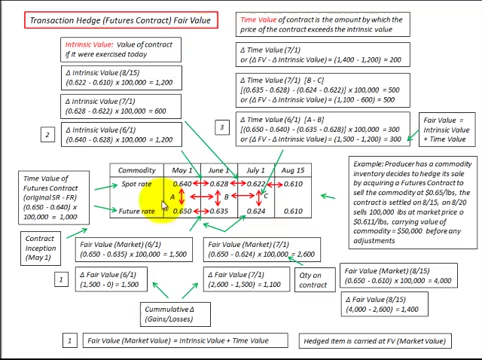 Transaction Hedge (Futures Contract) Fair Value
Time Value of contract is the amount by which the
price of the contract exceeds the intrinsic value
Intrinsic Value: Value of contract
if it were exercised today
Δ Time Value (7/1)
or (Δ FV - Δ Intrinsic Value) = (1,400 - 1,200) = 200
Δ Intrinsic Value (8/15)
(0.622 - 0.610) x 100,000 = 1,200
Δ Time Value (7/1) [B - C]
[(0.635 - 0.628) - (0.624 - 0.622)] x 100,000 = 500
or (Δ FV - Δ Intrinsic Value) = (1,100 - 600) = 500
Δ Intrinsic Value (7/1)
(0.628 - 0.622) x 100,000 = 600
Δ Time Value (6/1) [A - B]
[(0.650 - 0.640) - (0.635 - 0.628)] x 100,000 = 300
or (Δ FV - Δ Intrinsic Value) = (1,500 - 1,200) = 300
3
Fair Value =
Intrinsic Value
+ Time Value
2
Δ Intrinsic Value (6/1)
(0.640 - 0.628) x 100,000 = 1,200
Commodity May 1 June 1 July 1 Aug 15
Spot rate 0.640 0.628 0.622 0.610
A B C
Future rate 0.650 0.635 0.624 0.610
Time Value of
Futures Contract
(original SR - FR)
(0.650 - 0.640) x
100,000 = 1,000
Example: Producer has a commodity
inventory decides to hedge its sale
by acquiring a Futures Contract to
sell the commodity at $0.65/lbs, the
contract is settled on 8/15, on 8/20
sells 100,000 lbs at market price o
$0.611/lbs, carrying value of
commodity = $50,000 before any
adjustments
Contract
Inception
(May 1)
Fair Value (Market) (6/1)
(0.650 - 0.635) x 100,000 = 1,500
Fair Value (Market) (7/1)
(0.650 - 0.624) x 100,000 = 2,600
1
Δ Fair Value (6/1)
(1,500 - 0) = 1,500
Δ Fair Value (7/1)
(2,600 - 1,500) = 1,100
Qty on
contract
Fair Value (Market) (8/15)
(0.650 - 0.610) x 100,000 = 4,000
Cummulative Δ
(Gains/Losses)
Δ Fair Value (8/15)
(4,000 - 2,600) = 1,400
1
Fair Value (Market Value) = Intrinsic Value + Time Value
Hedged item is carried at FV (Market Value)